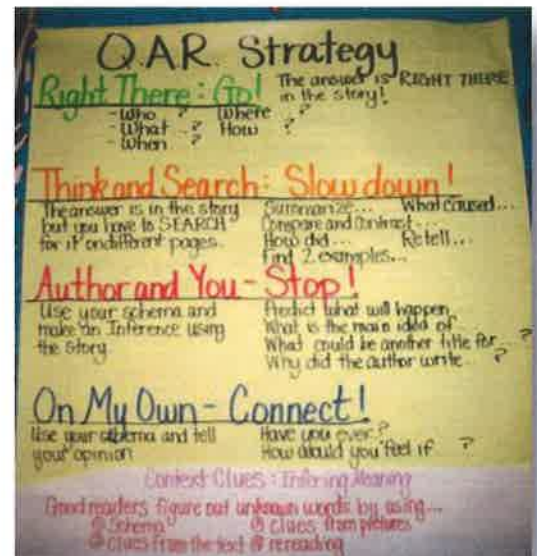 Q.A.R. Strategy
Right There: Go!
The answer is RIGHT THERE
in the story!
- Who ? Where ?
- What ? How ?
- When ?
Think and Search: Slow down!
The answer is in the story
but you have to SEARCH
for it on different pages.
Summarize... What caused...
Compare and Contrast...
How did... Retell...
Find 2 examples...
Author and You - Stop!
Use your schema and
make an Inference using
the story.
Predict what will happen
What is the main idea of
What could be another title for... ?
Why did the author write... ?
On My Own - Connect!
Use your schema and tell
your opinion
Have you ever?
How would you feel if ?
Context Clues: Infering Meaning
Good readers figure out unknown words by using...
@ Schema @ clues from pictures
@ clues from the text @ rereading